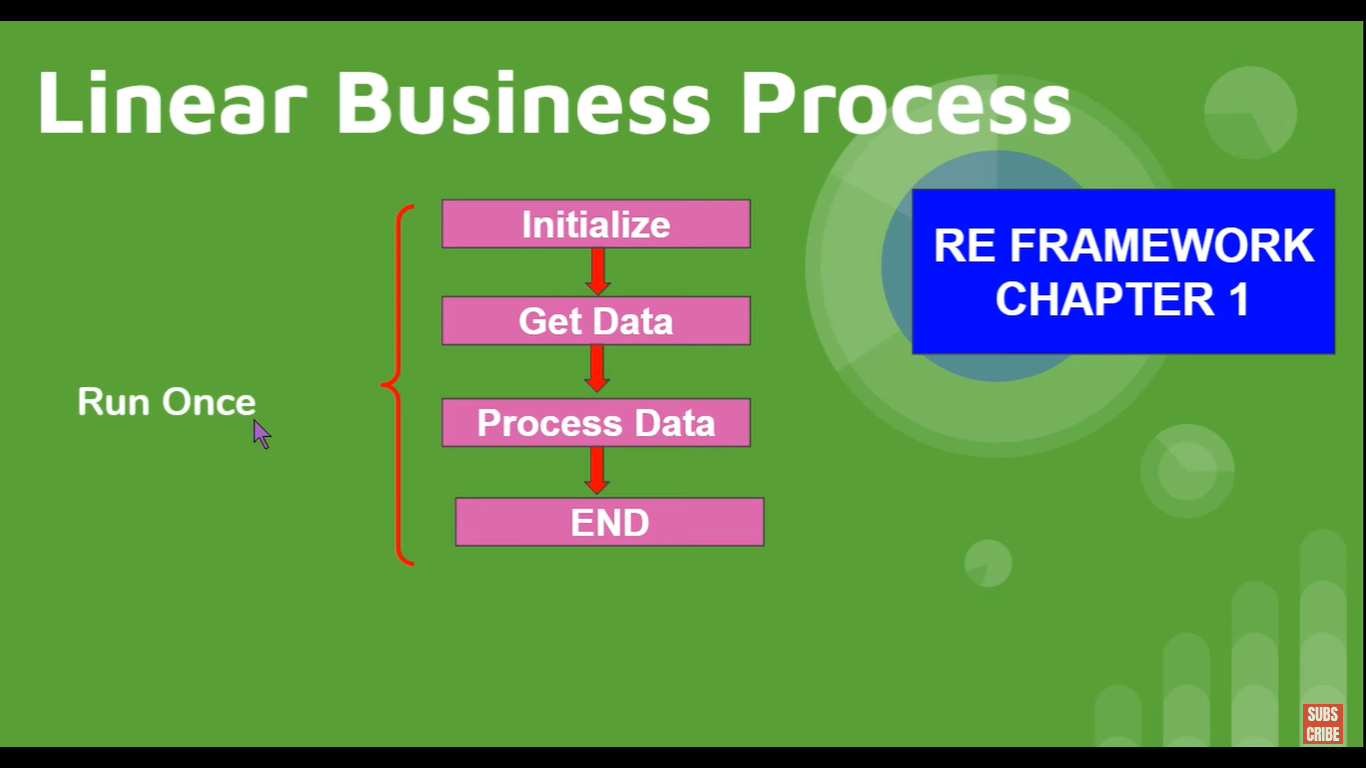 Linear Business Process
Initialize
Get Data
Process Data
END
Run Once
RE FRAMEWORK
CHAPTER 1
SUBS
CRIBE